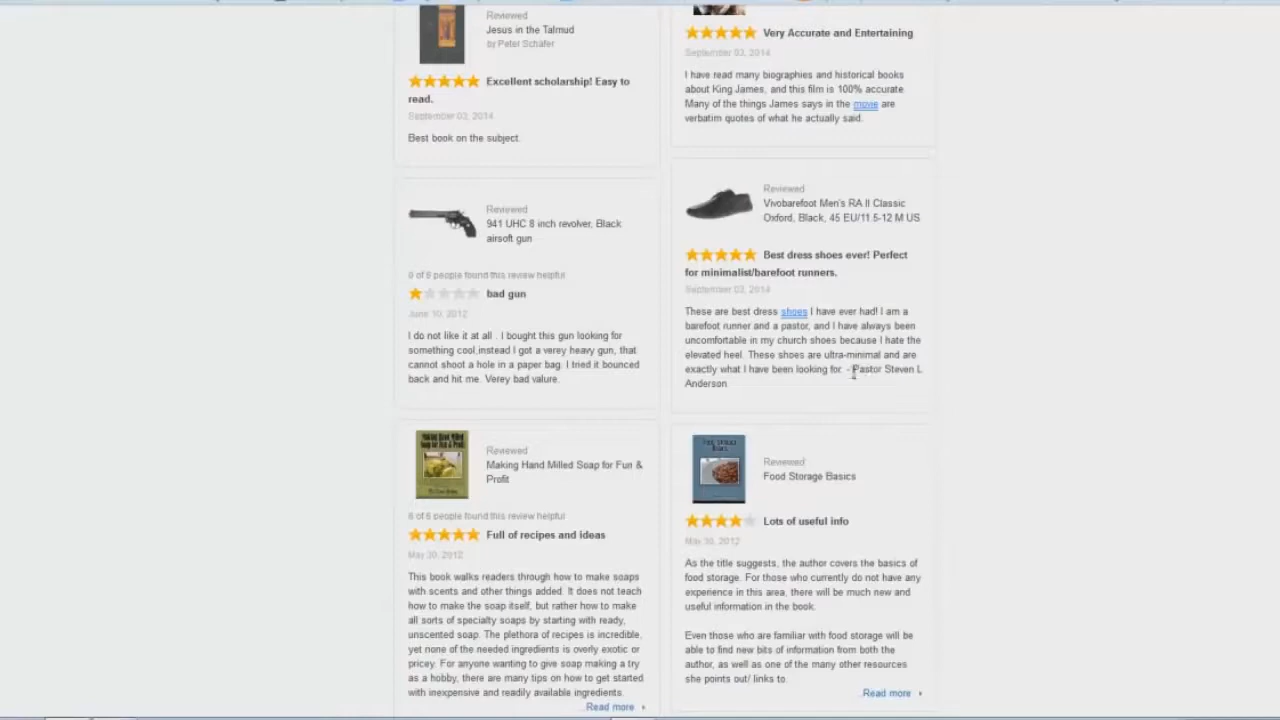 Reviewed
Jesus in the Talmud
by Peter Schäfer
Excellent scholarship! Easy to
read.
September 03, 2014
Best book on the subject.
Reviewed
941 UHC 8 inch revolver, Black
airsoft gun
0 of 6 people found this review helpful
bad gun
June 10, 2012
I do not like it at all . I bought this gun looking for
something cool,instead I got a verey heavy gun, that
cannot shoot a hole in a paper bag. I tried it bounced
back and hit me. Verey bad valure.
Reviewed
Making Hand Milled Soap for Fun &
Profit
6 of 6 people found this review helpful
Full of recipes and ideas
May 30, 2012
This book walks readers through how to make soaps
with scents and other things added. It does not teach
how to make the soap itself, but rather how to make
all sorts of specialty soaps by starting with ready,
unscented soap. The plethora of recipes is incredible,
yet none of the needed ingredients is overly exotic or
pricey. For anyone wanting to give soap making a try
as a hobby, there are many tips on how to get started
with inexpensive and readily available ingredients.
...Read more
Very Accurate and Entertaining
September 03, 2014
I have read many biographies and historical books
about King James, and this film is 100% accurate.
Many of the things James says in the movie are
verbatim quotes of what he actually said.
Reviewed
Vivobarefoot Men's RA II Classic
Oxford, Black, 45 EU/11.5-12 M US
Best dress shoes ever! Perfect
for minimalist/barefoot runners.
September 03, 2014
These are best dress shoes I have ever had! I am a
barefoot runner and a pastor, and I have always been
uncomfortable in my church shoes because I hate the
elevated heel. These shoes are ultra-minimal and are
exactly what I have been looking for. - Pastor Steven L
Anderson
Reviewed
Food Storage Basics
Lots of useful info
May 30, 2012
As the title suggests, the author covers the basics of
food storage. For those who currently do not have any
experience in this area, there will be much new and
useful information in the book.
Even those who are familiar with food storage will be
able to find new bits of information from both the
author, as well as one of the many other resources
she points out/ links to.
...Read more